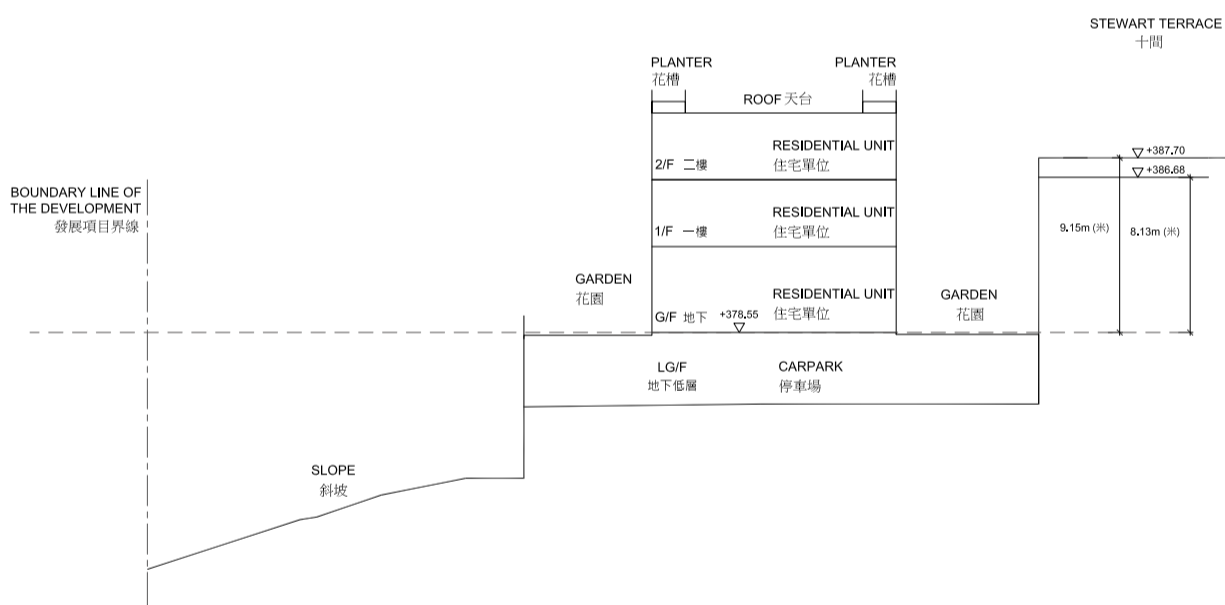 STEWART TERRACE
十間
PLANTER
花槽
PLANTER
花槽
ROOF 天台
RESIDENTIAL UNIT
2/F 二樓 住宅單位
+387.70
+386.68
BOUNDARY LINE OF
THE DEVELOPMENT
發展項目界線
RESIDENTIAL UNIT
1/F 一樓 住宅單位
9.15m (米)
8.13m (米)
GARDEN
花園
RESIDENTIAL UNIT
G/F 地下 +378.55 住宅單位
GARDEN
花園
LG/F
地下低層
CARPARK
停車場
SLOPE
斜坡